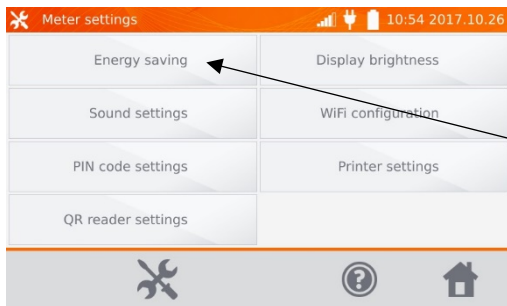 Meter settings 10:54 2017.10.26
Energy saving Display brightness
Sound settings WiFi configuration
PIN code settings Printer settings
QR reader settings
?